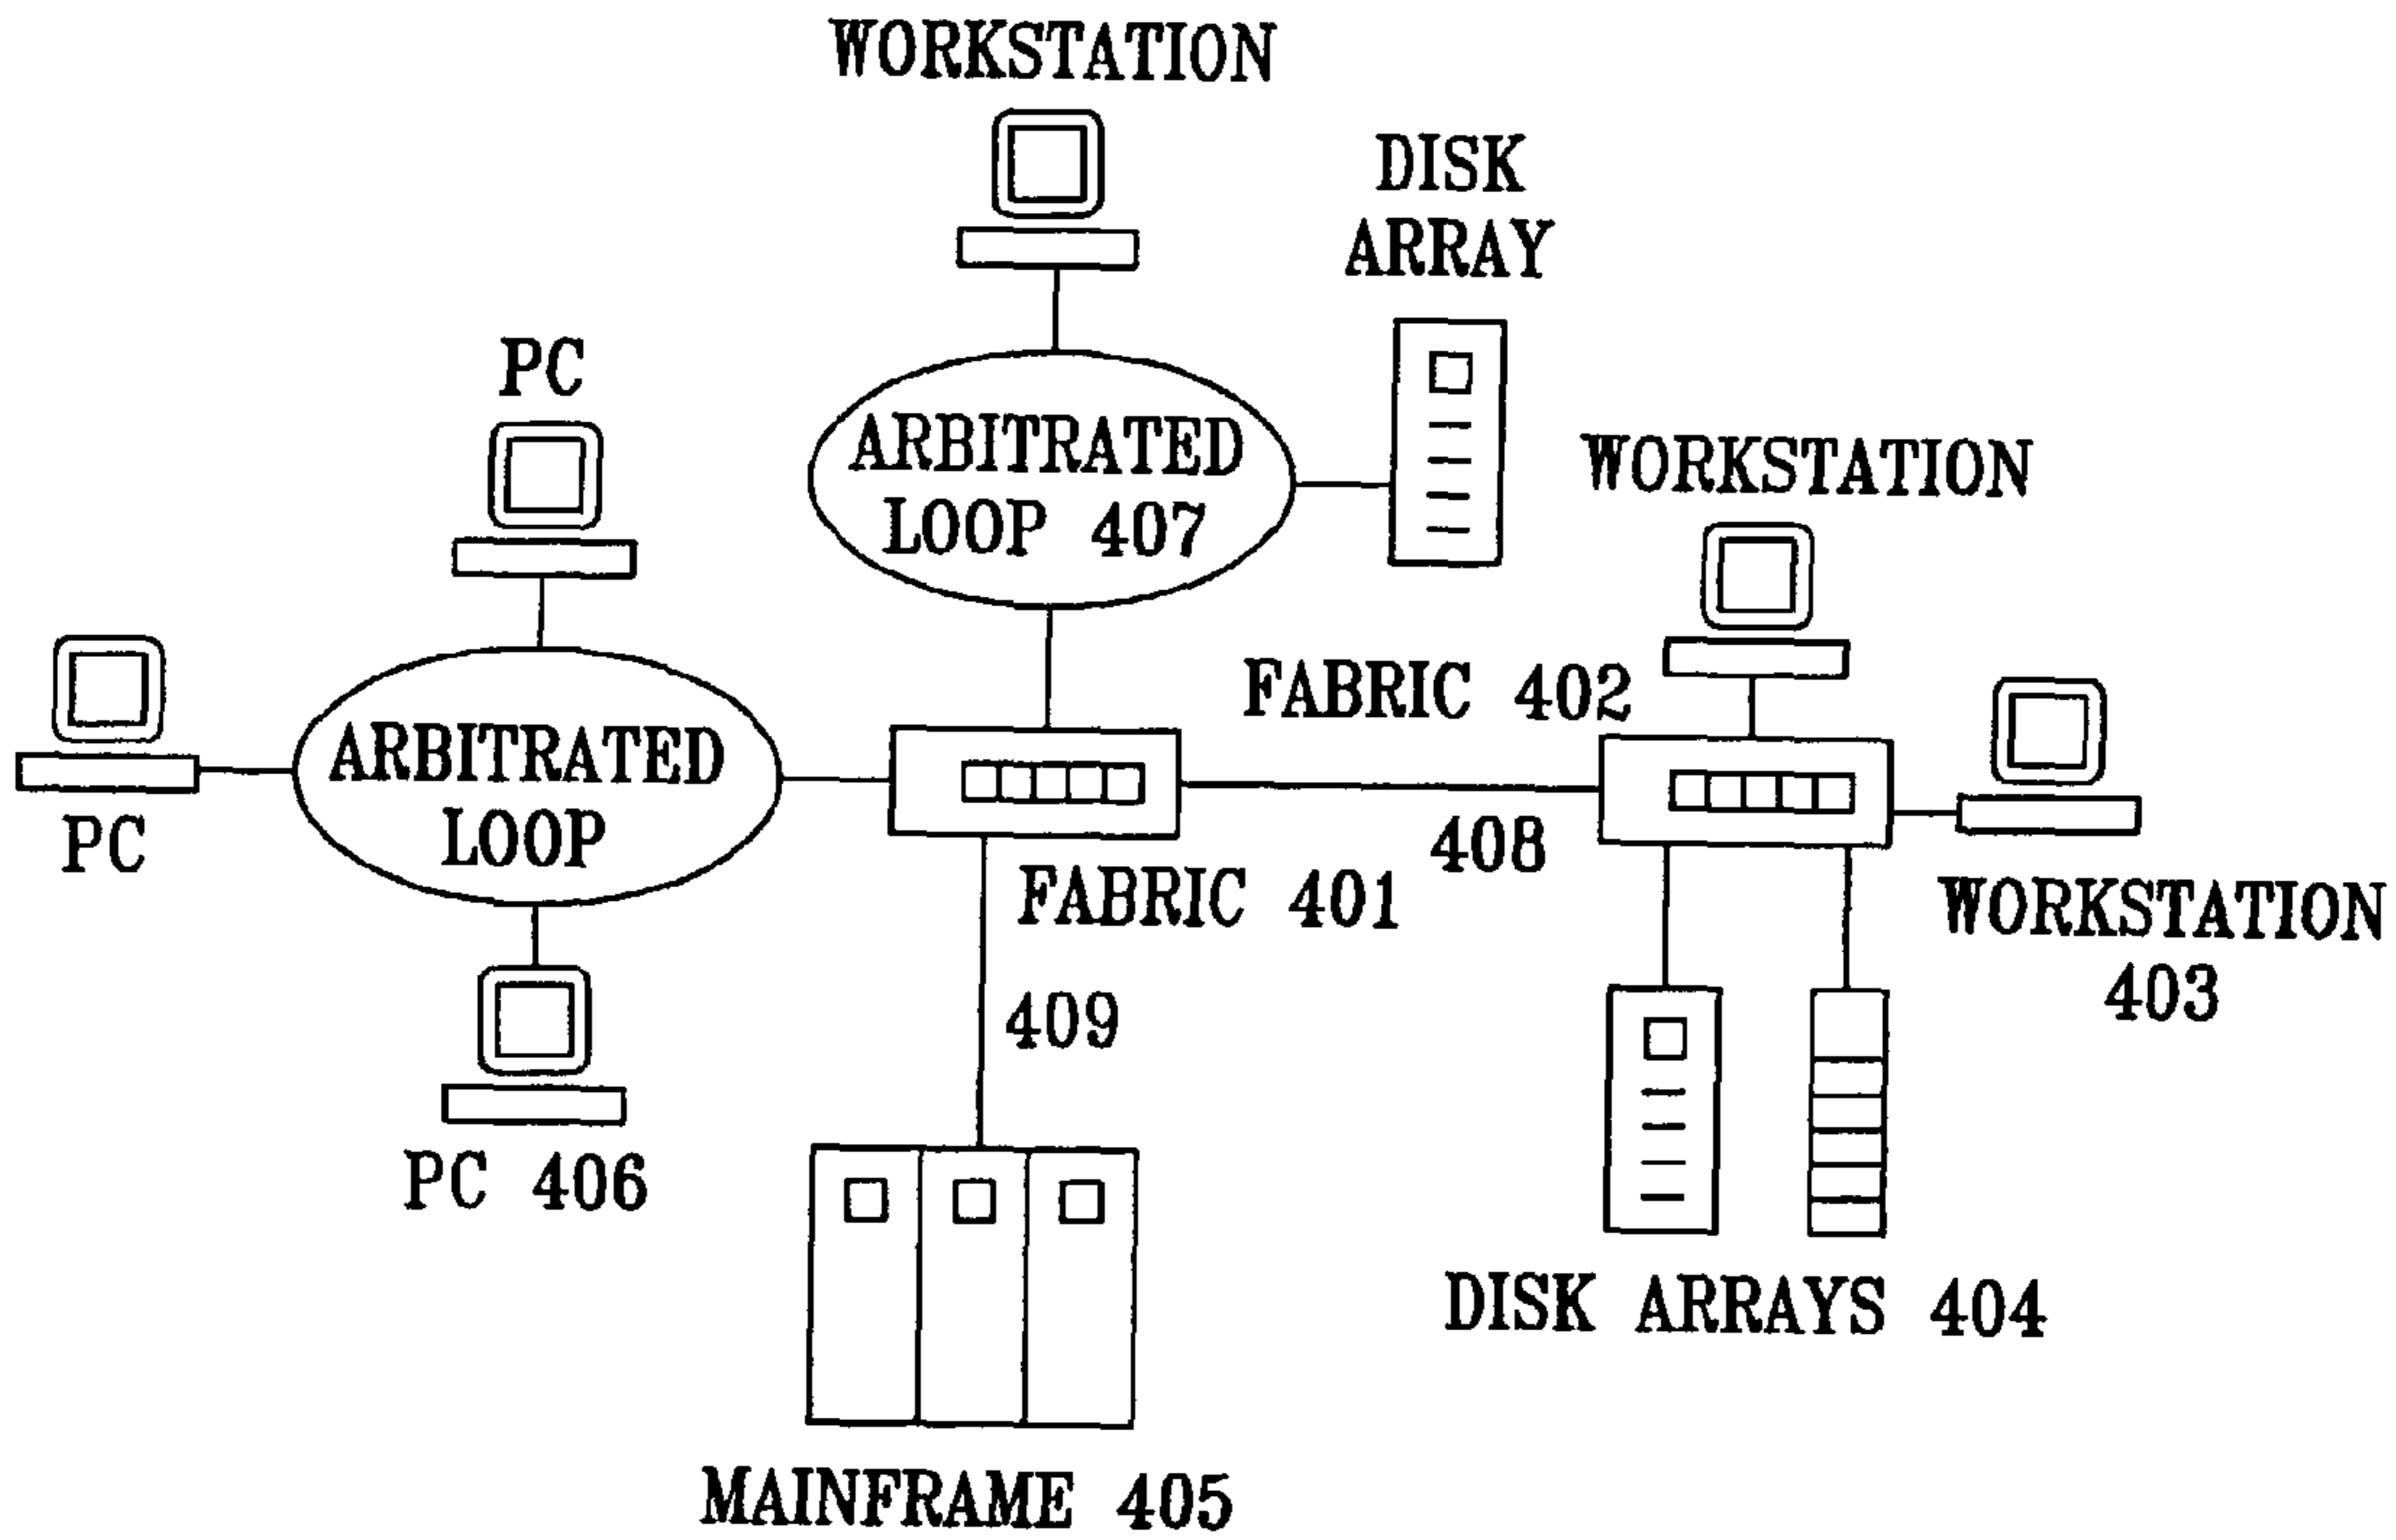 WORKSTATION
DISK
ARRAY
PC
ARBITRATED
LOOP 407
WORKSTATION
FABRIC 402
ARBITRATED
LOOP
PC
408
FABRIC 401
WORKSTATION
403
409
PC 406
DISK ARRAYS 404
MAINFRAME 405